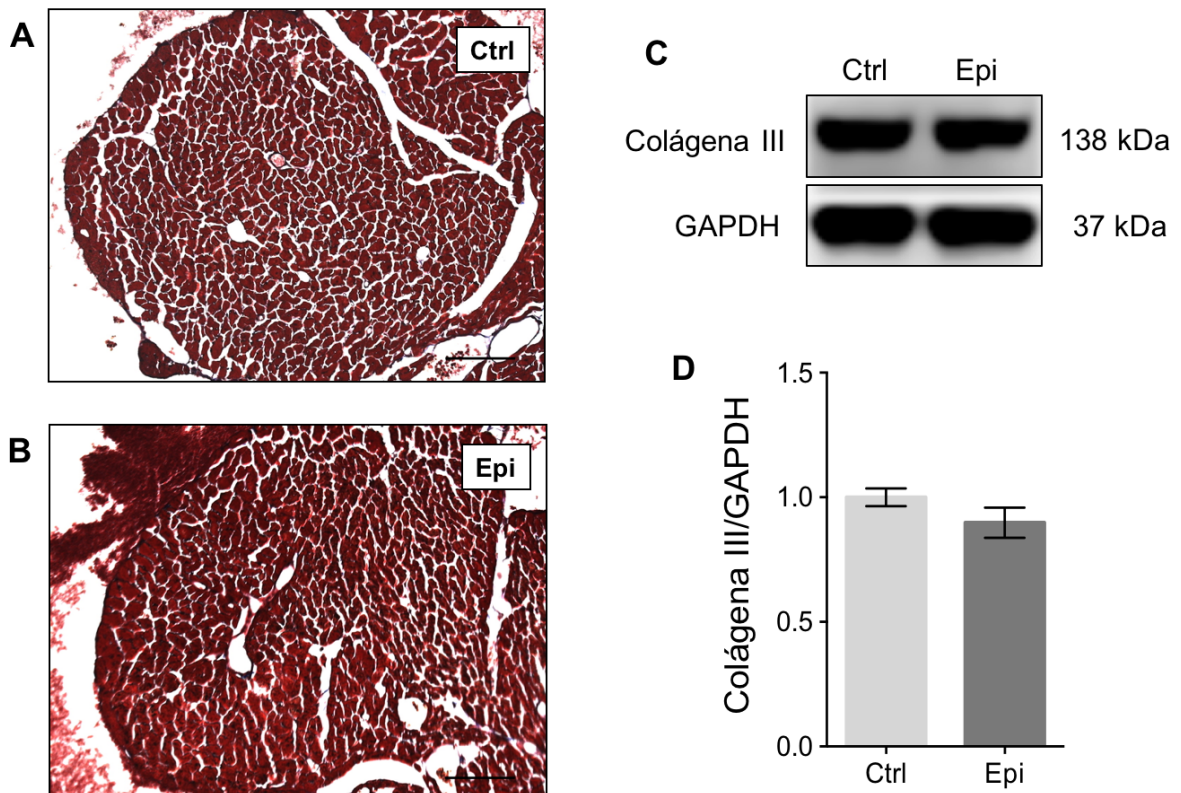 A
Ctrl
B
Epi
C
Ctrl Epi
Colágena III 138 kDa
GAPDH 37 kDa
D
Colágena III/GAPDH
1.5
1.0
0.5
0.0
Ctrl Epi